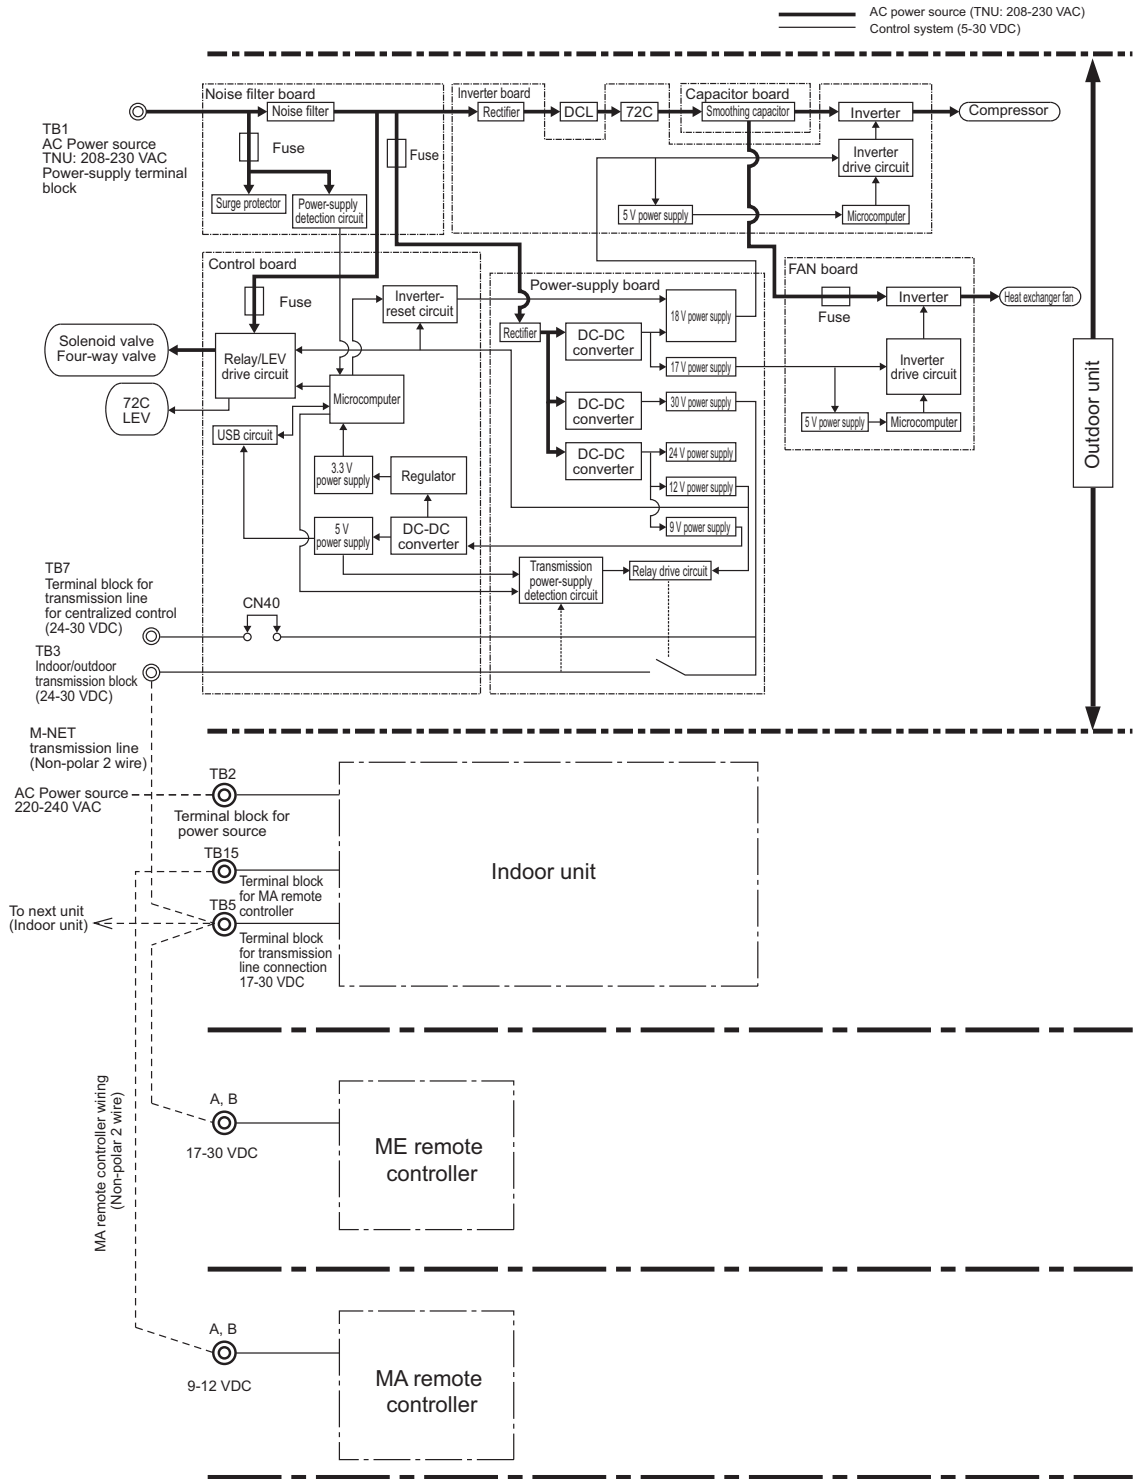 AC power source (TNU: 208-230 VAC)
Control system (5-30 VDC)
Noise filter board
Inverter board
Capacitor board
Noise filter
Rectifier
DCL
72C
Smoothing capacitor
Inverter
Compressor
TB1
AC Power source
TNU: 208-230 VAC
Power-supply terminal
block
Fuse
Fuse
Inverter
drive circuit
Surge protector
Power-supply
detection circuit
5 V power supply
Microcomputer
Control board
Power-supply board
FAN board
Fuse
Inverter-
reset circuit
18 V power supply
Inverter
Heat exchanger fan
Fuse
Rectifier
DC-DC
converter
Solenoid valve
Four-way valve
Relay/LEV
drive circuit
17 V power supply
Inverter
drive circuit
72C
LEV
Microcomputer
DC-DC
converter
30 V power supply
5 V power supply
Microcomputer
Outdoor unit
USB circuit
DC-DC
converter
24 V power supply
3.3 V
power supply
Regulator
12 V power supply
5 V
power supply
DC-DC
converter
9 V power supply
Transmission
power-supply
detection circuit
Relay drive circuit
TB7
Terminal block for
transmission line
for centralized control
(24-30 VDC)
CN40
TB3
Indoor/outdoor
transmission block
(24-30 VDC)
M-NET
transmission line
(Non-polar 2 wire)
AC Power source
220-240 VAC
TB2
Terminal block for
power source
Indoor unit
TB15
Terminal block
for MA remote
controller
To next unit
(Indoor unit)
TB5
Terminal block
for transmission
line connection
17-30 VDC
MA remote controller wiring
(Non-polar 2 wire)
A, B
17-30 VDC
ME remote
controller
A, B
9-12 VDC
MA remote
controller